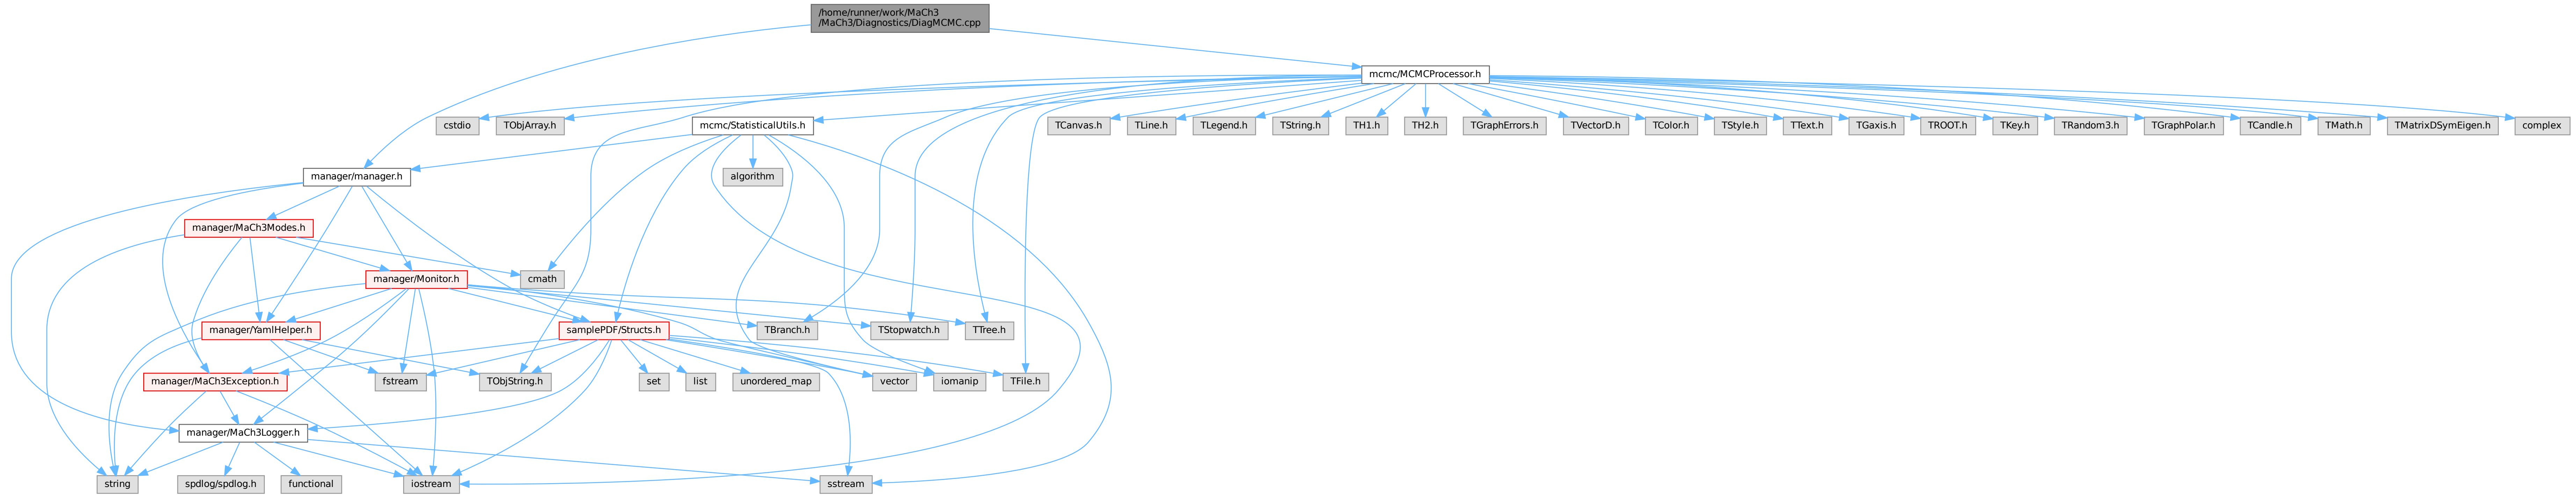 /home/runner/work/MaCh3
/MaCh3/Diagnostics/DiagMCMC.cpp
mcmc/MCMCProcessor.h
cstdio
TObjArray.h
mcmc/StatisticalUtils.h
TCanvas.h
TLine.h
TLegend.h
TString.h
TH1.h
TH2.h
TGraphErrors.h
TVectorD.h
TColor.h
TStyle.h
TText.h
TGaxis.h
TROOT.h
TKey.h
TRandom3.h
TGraphPolar.h
TCandle.h
TMath.h
TMatrixDSymEigen.h
complex
manager/manager.h
algorithm
manager/MaCh3Modes.h
manager/Monitor.h
cmath
manager/YamlHelper.h
samplePDF/Structs.h
TBranch.h
TStopwatch.h
TTree.h
manager/MaCh3Exception.h
fstream
TObjString.h
set
list
unordered_map
vector
iomanip
TFile.h
manager/MaCh3Logger.h
string
spdlog/spdlog.h
functional
iostream
sstream